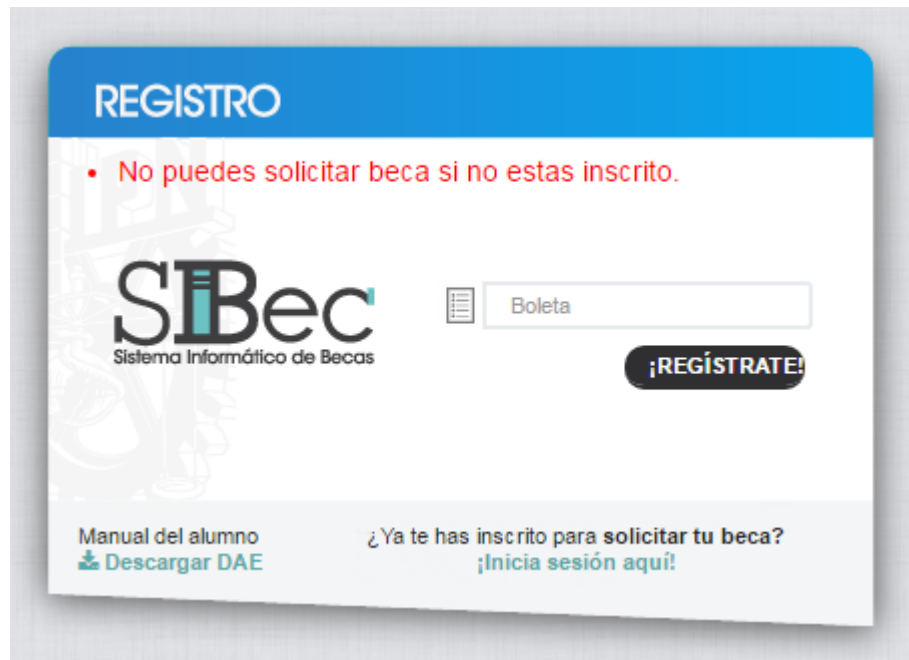 REGISTRO
• No puedes solicitar beca si no estas inscrito.
SIBec
Sistema Informático de Becas
Boleta
¡REGÍSTRATE!
Manual del alumno
Descargar DAE
¿Ya te has inscrito para solicitar tu beca?
¡Inicia sesión aquí!